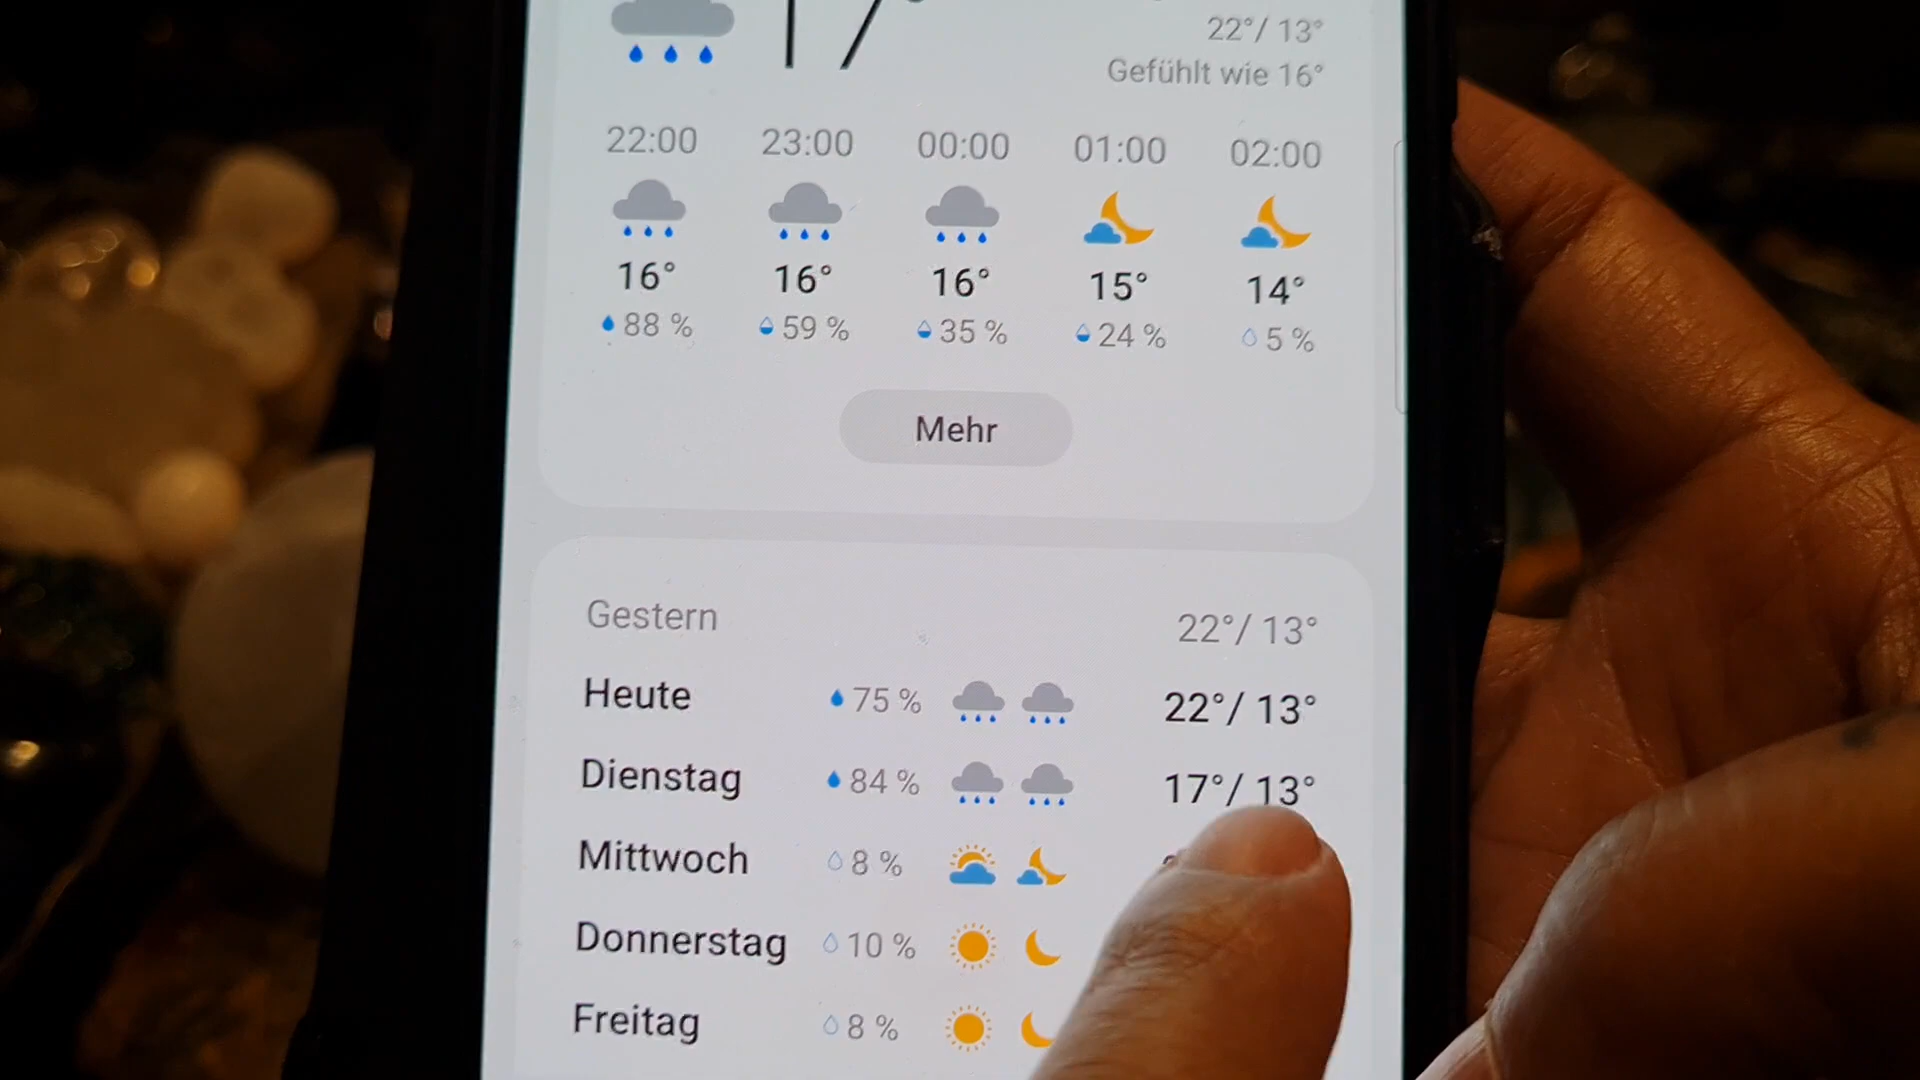 17°
22°/ 13°
Gefühlt wie 16°
22:00 23:00 00:00 01:00 02:00
16° 16° 16° 15° 14°
88 % 59 % 35 % 24 % 5 %
Mehr
Gestern 22°/ 13°
Heute 75 % 22°/ 13°
Dienstag 84 % 17°/ 13°
Mittwoch 8 %
Donnerstag 10 %
Freitag 8 %